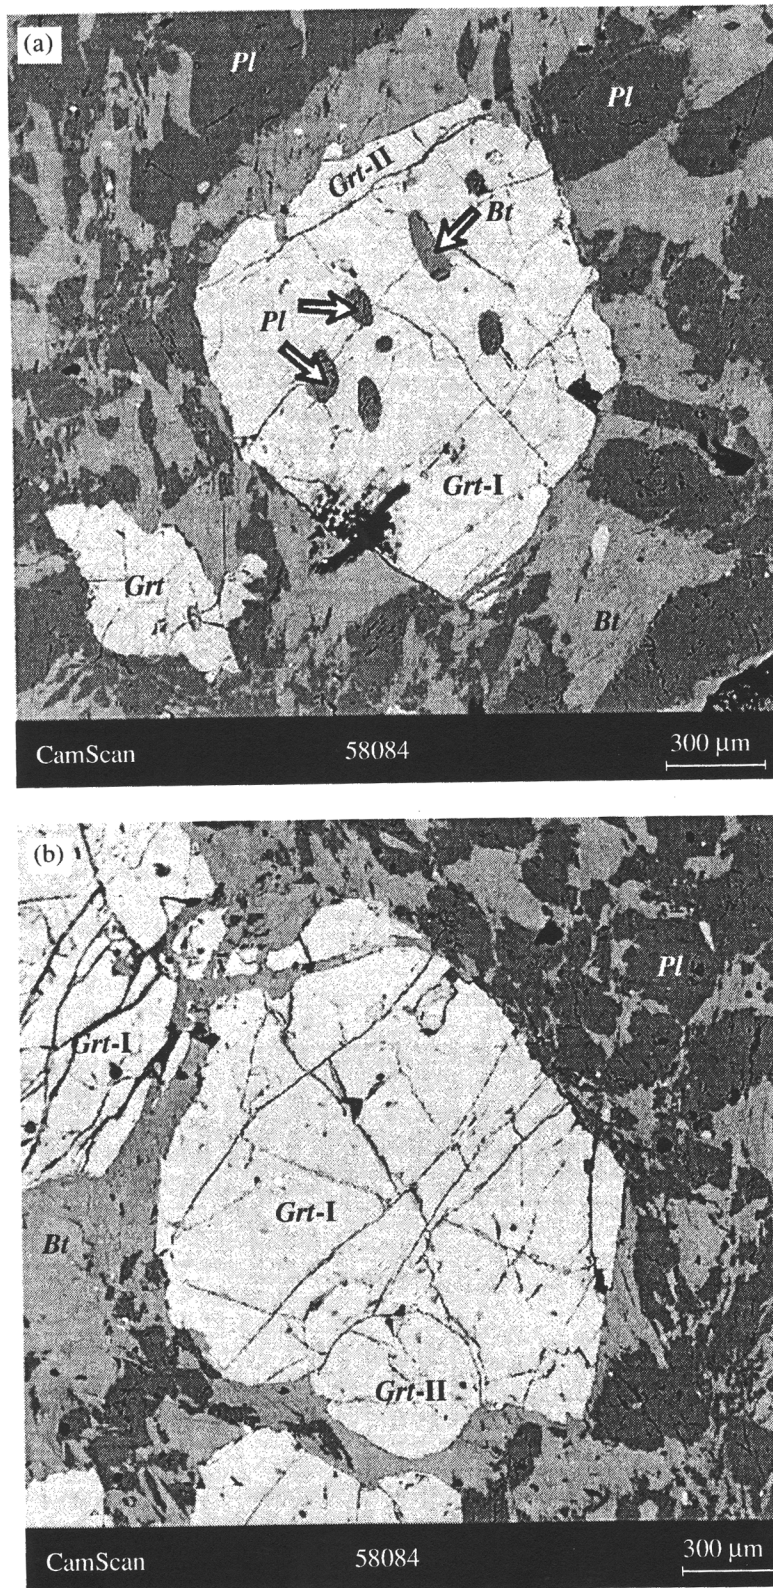 (a)
Pl
Pl
Grt-II
Bt
Pl
Grt-I
Grt
Bt
CamScan 58084 300 μm
(b)
Pl
Grt-I
Grt-I
Bt
Grt-II
CamScan 58084 300 μm